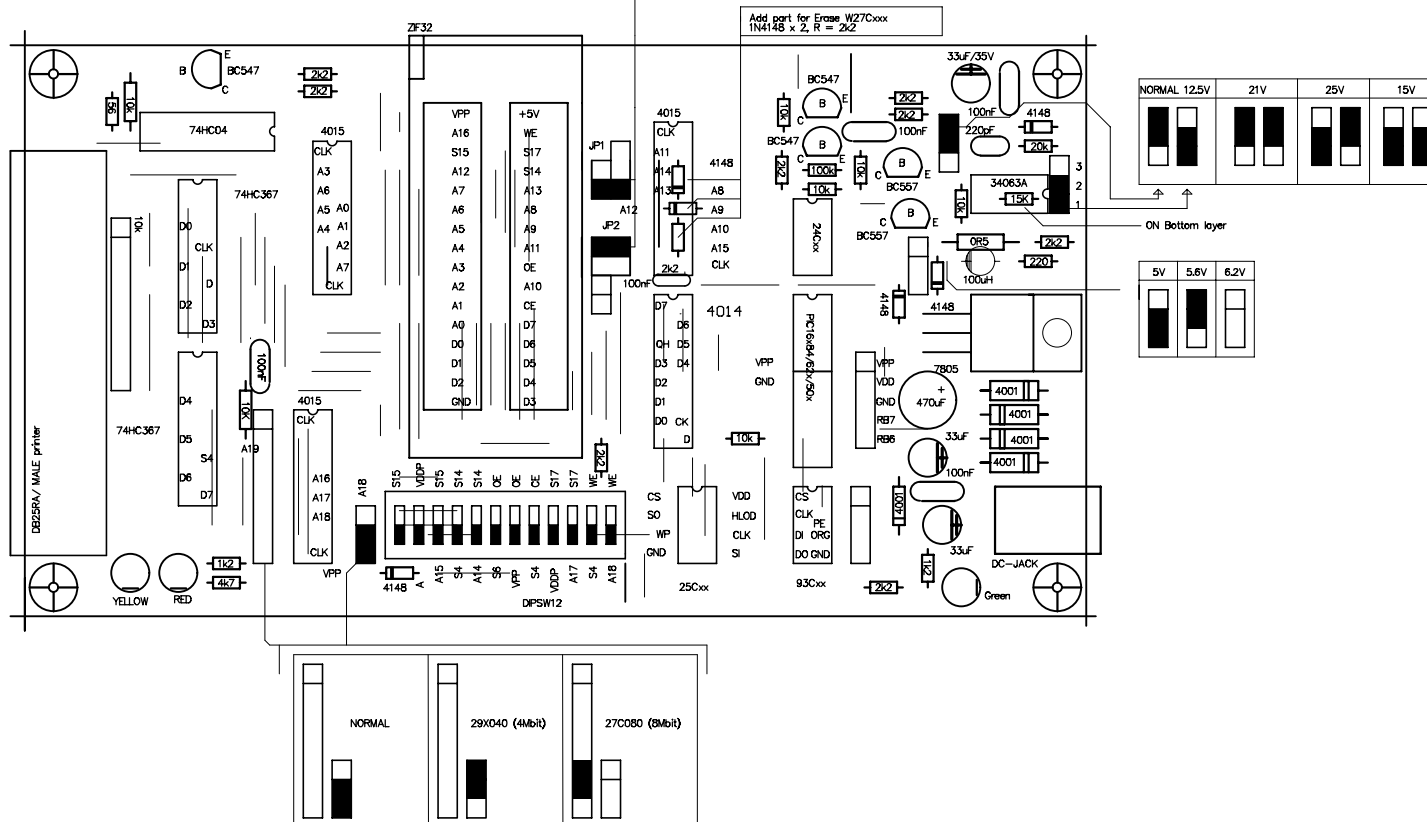 Add part for Erase W27Cxxx
1N4148 x 2, R = 2k2
ZIF32
B
E
C
BC547
2k2
2k2
56
10k
74HC04
4015
CLK
A3
A6
A5 A0
A4 A1
A2
A7
CLK
74HC367
10k
D0
CLK
D1
D
D2
D3
100nF
D4
D5
S4
D6
D7
74HC367
10K
A19
4015
CLK
A16
A17
A18
CLK
VPP
DB25RA/ MALE printer
YELLOW
RED
1k2
4k7
VPP +5V
A16 WE
S15 S17
A12 S14
A7 A13
A6 A8
A5 A9
A4 A11
A3 OE
A2 A10
A1 CE
A0 D7
D0 D6
D1 D5
D2 D4
GND D3
JP1
A12
JP2
100nF
4015
CLK
A11
A14
A13
4148
A8
A9
A10
A15
CLK
2k2
D7
D6
QH D5
D3 D4
D2
D1
D0 CK
D
4014
10k
2k2
A18
S15 VDDP S15 S14 S14 OE OE CE S17 S17 WE WE
A A15 S4 A14 S6 VPP S4 VDDP A17 S4 A18
4148
DIPSW12
CS VDD
SO HLOD
WP CLK
GND SI
25Cxx
BC547
B
E
C
10k
BC547
B
C
E
2k2
100k
10k
10k
100nF
2k2
2k2
B
C
E
BC557
C
B
E
BC557
24Cxx
33uF/35V
100nF
220pF
4148
20k
34063A
15K
10k
3
2
1
ON Bottom layer
0R5
2k2
220
100uH
4148
4148
PIC16x84/62x/50x
VPP
GND
VPP
VDD
GND
RB7
RB6
7805
+
470uF
4001
4001
4001
4001
33uF
100nF
4001
33uF
1k2
DC-JACK
Green
2k2
CS
CLK
PE
DI ORG
DO GND
93Cxx
NORMAL 12.5V 21V 25V 15V
5V 5.6V 6.2V
NORMAL
29X040 (4Mbit)
27C080 (8Mbit)